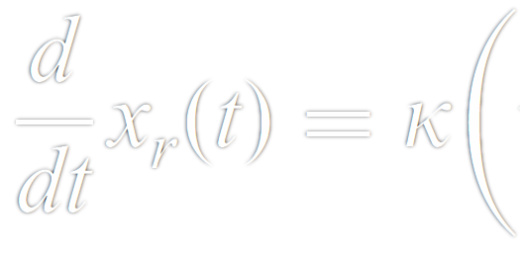 d/dt x_r(t) = κ(